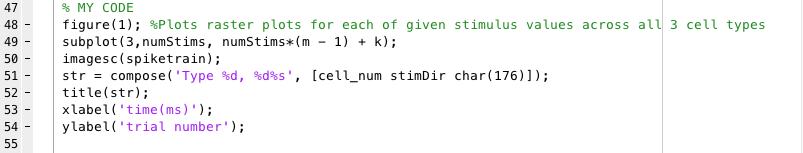 47 % MY CODE
48 - figure(1); %Plots raster plots for each of given stimulus values across all 3 cell types
49 - subplot(3,numStims, numStims*(m - 1) + k);
50 - imagesc(spiketrain);
51 - str = compose('Type %d, %d%s', [cell_num stimDir char(176)]);
52 - title(str);
53 - xlabel('time(ms)');
54 - ylabel('trial number');
55